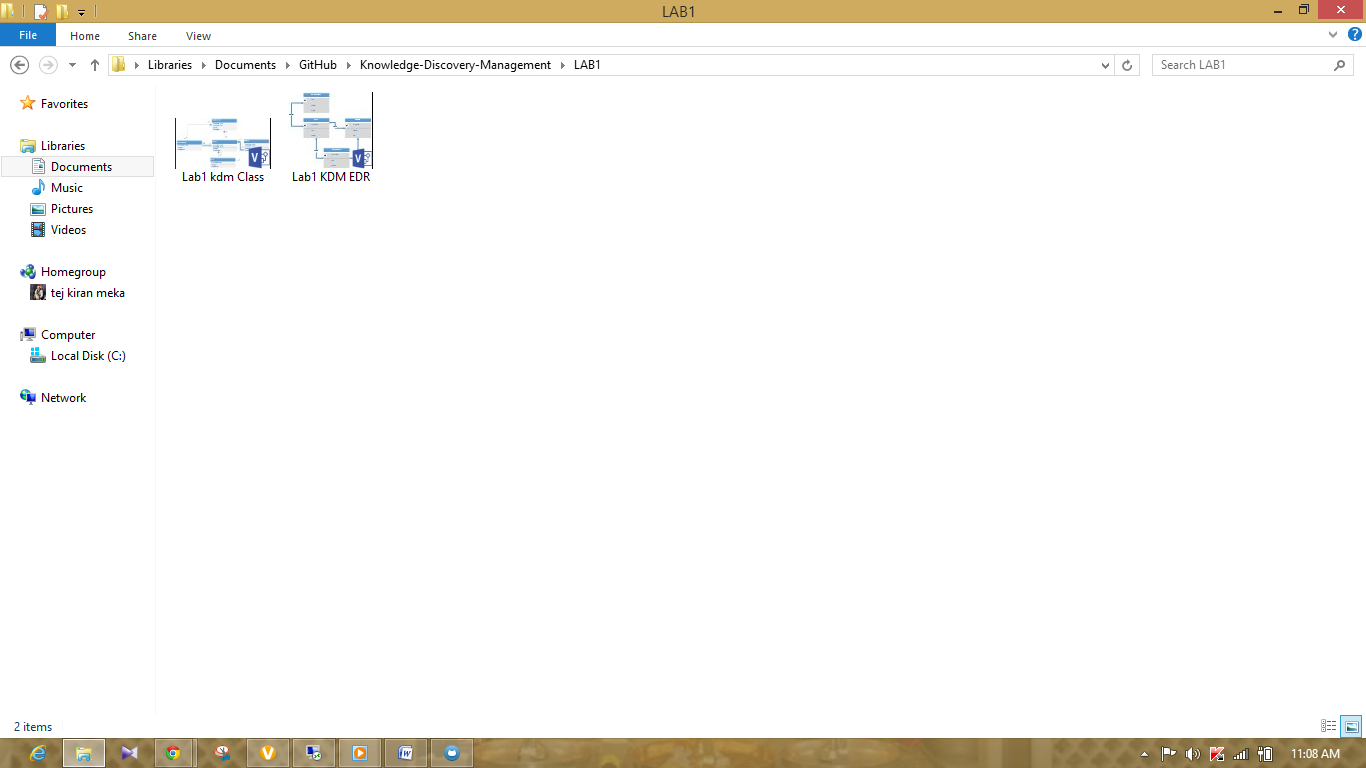 LAB1
File Home Share View
Libraries Documents GitHub Knowledge-Discovery-Management LAB1
Search LAB1
Favorites
Libraries
Documents
Music
Pictures
Videos
Homegroup
tej kiran meka
Computer
Local Disk (C:)
Network
Lab1 kdm Class
Lab1 KDM EDR
2 items
11:08 AM